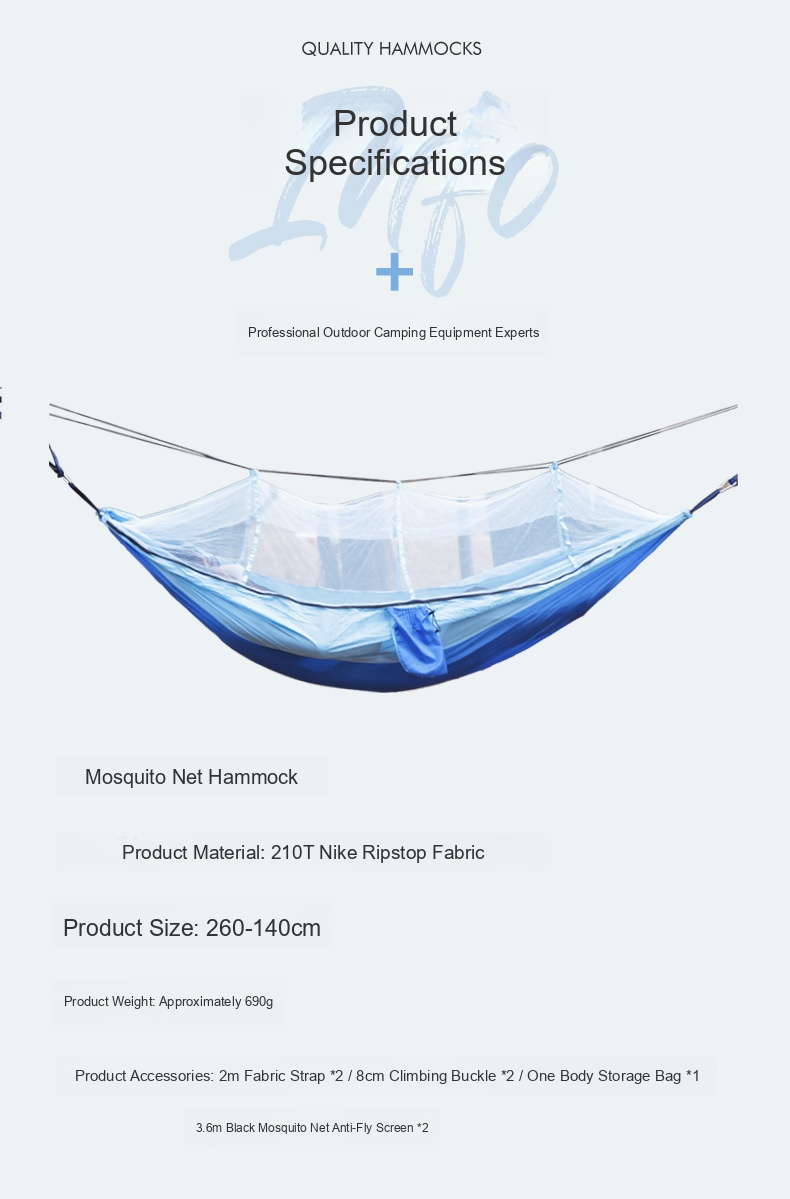 QUALITY HAMMOCKS
Info
Product
Specifications
+
Professional Outdoor Camping Equipment Experts
Mosquito Net Hammock
Product Material: 210T Nike Ripstop Fabric
Product Size: 260-140cm
Product Weight: Approximately 690g
Product Accessories: 2m Fabric Strap *2 / 8cm Climbing Buckle *2 / One Body Storage Bag *1
3.6m Black Mosquito Net Anti-Fly Screen *2